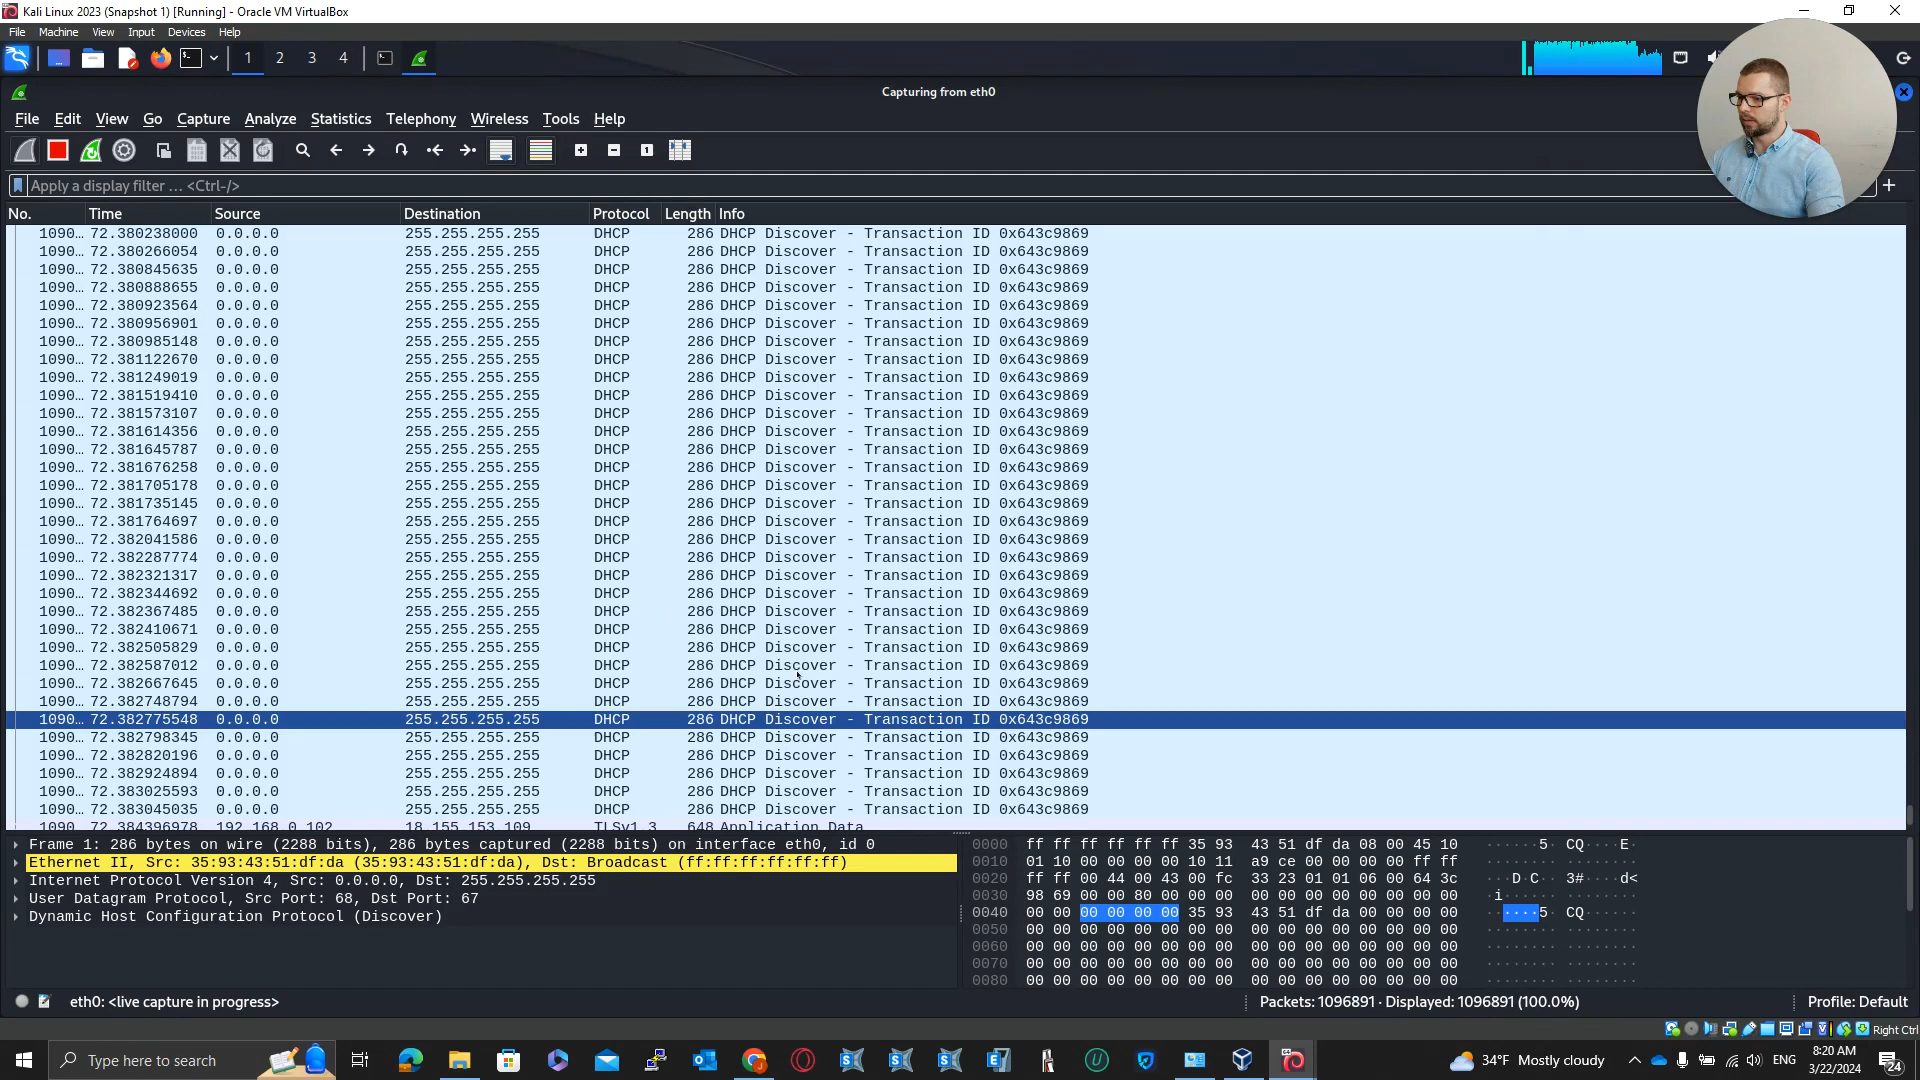 Kali Linux 2023 (Snapshot 1) [Running] - Oracle VM VirtualBox
File Machine View Input Devices Help
1 2 3 4
Capturing from eth0
File Edit View Go Capture Analyze Statistics Telephony Wireless Tools Help
Apply a display filter … <Ctrl-/>
No. Time Source Destination Protocol Length Info
1090… 72.380238000 0.0.0.0 255.255.255.255 DHCP 286 DHCP Discover - Transaction ID 0x643c9869
1090… 72.380266054 0.0.0.0 255.255.255.255 DHCP 286 DHCP Discover - Transaction ID 0x643c9869
1090… 72.380845635 0.0.0.0 255.255.255.255 DHCP 286 DHCP Discover - Transaction ID 0x643c9869
1090… 72.380888655 0.0.0.0 255.255.255.255 DHCP 286 DHCP Discover - Transaction ID 0x643c9869
1090… 72.380923564 0.0.0.0 255.255.255.255 DHCP 286 DHCP Discover - Transaction ID 0x643c9869
1090… 72.380956901 0.0.0.0 255.255.255.255 DHCP 286 DHCP Discover - Transaction ID 0x643c9869
1090… 72.380985148 0.0.0.0 255.255.255.255 DHCP 286 DHCP Discover - Transaction ID 0x643c9869
1090… 72.381122670 0.0.0.0 255.255.255.255 DHCP 286 DHCP Discover - Transaction ID 0x643c9869
1090… 72.381249019 0.0.0.0 255.255.255.255 DHCP 286 DHCP Discover - Transaction ID 0x643c9869
1090… 72.381519410 0.0.0.0 255.255.255.255 DHCP 286 DHCP Discover - Transaction ID 0x643c9869
1090… 72.381573107 0.0.0.0 255.255.255.255 DHCP 286 DHCP Discover - Transaction ID 0x643c9869
1090… 72.381614356 0.0.0.0 255.255.255.255 DHCP 286 DHCP Discover - Transaction ID 0x643c9869
1090… 72.381645787 0.0.0.0 255.255.255.255 DHCP 286 DHCP Discover - Transaction ID 0x643c9869
1090… 72.381676258 0.0.0.0 255.255.255.255 DHCP 286 DHCP Discover - Transaction ID 0x643c9869
1090… 72.381705178 0.0.0.0 255.255.255.255 DHCP 286 DHCP Discover - Transaction ID 0x643c9869
1090… 72.381735145 0.0.0.0 255.255.255.255 DHCP 286 DHCP Discover - Transaction ID 0x643c9869
1090… 72.381764697 0.0.0.0 255.255.255.255 DHCP 286 DHCP Discover - Transaction ID 0x643c9869
1090… 72.382041586 0.0.0.0 255.255.255.255 DHCP 286 DHCP Discover - Transaction ID 0x643c9869
1090… 72.382287774 0.0.0.0 255.255.255.255 DHCP 286 DHCP Discover - Transaction ID 0x643c9869
1090… 72.382321317 0.0.0.0 255.255.255.255 DHCP 286 DHCP Discover - Transaction ID 0x643c9869
1090… 72.382344692 0.0.0.0 255.255.255.255 DHCP 286 DHCP Discover - Transaction ID 0x643c9869
1090… 72.382367485 0.0.0.0 255.255.255.255 DHCP 286 DHCP Discover - Transaction ID 0x643c9869
1090… 72.382410671 0.0.0.0 255.255.255.255 DHCP 286 DHCP Discover - Transaction ID 0x643c9869
1090… 72.382505829 0.0.0.0 255.255.255.255 DHCP 286 DHCP Discover - Transaction ID 0x643c9869
1090… 72.382587012 0.0.0.0 255.255.255.255 DHCP 286 DHCP Discover - Transaction ID 0x643c9869
1090… 72.382667645 0.0.0.0 255.255.255.255 DHCP 286 DHCP Discover - Transaction ID 0x643c9869
1090… 72.382748794 0.0.0.0 255.255.255.255 DHCP 286 DHCP Discover - Transaction ID 0x643c9869
1090… 72.382775548 0.0.0.0 255.255.255.255 DHCP 286 DHCP Discover - Transaction ID 0x643c9869
1090… 72.382798345 0.0.0.0 255.255.255.255 DHCP 286 DHCP Discover - Transaction ID 0x643c9869
1090… 72.382820196 0.0.0.0 255.255.255.255 DHCP 286 DHCP Discover - Transaction ID 0x643c9869
1090… 72.382924894 0.0.0.0 255.255.255.255 DHCP 286 DHCP Discover - Transaction ID 0x643c9869
1090… 72.383025593 0.0.0.0 255.255.255.255 DHCP 286 DHCP Discover - Transaction ID 0x643c9869
1090… 72.383045035 0.0.0.0 255.255.255.255 DHCP 286 DHCP Discover - Transaction ID 0x643c9869
1090 72.384396978 192.168.0.102 18.155.153.109 TLSv1.3 648 Application Data
Frame 1: 286 bytes on wire (2288 bits), 286 bytes captured (2288 bits) on interface eth0, id 0
Ethernet II, Src: 35:93:43:51:df:da (35:93:43:51:df:da), Dst: Broadcast (ff:ff:ff:ff:ff:ff)
Internet Protocol Version 4, Src: 0.0.0.0, Dst: 255.255.255.255
User Datagram Protocol, Src Port: 68, Dst Port: 67
Dynamic Host Configuration Protocol (Discover)
0000 ff ff ff ff ff ff 35 93 43 51 df da 08 00 45 10 ······5· CQ····E·
0010 01 10 00 00 00 00 10 11 a9 ce 00 00 00 00 ff ff
0020 ff ff 00 44 00 43 00 fc 33 23 01 01 06 00 64 3c ···D·C·· 3#····d<
0030 98 69 00 00 80 00 00 00 00 00 00 00 00 00 00 00 ·i
0040 00 00 00 00 00 00 35 93 43 51 df da 00 00 00 00 ······5· CQ······
0050 00 00 00 00 00 00 00 00 00 00 00 00 00 00 00 00 ········ ········
0060 00 00 00 00 00 00 00 00 00 00 00 00 00 00 00 00 ········ ········
0070 00 00 00 00 00 00 00 00 00 00 00 00 00 00 00 00 ········ ········
0080 00 00 00 00 00 00 00 00 00 00 00 00 00 00 00 00 ········ ········
eth0: <live capture in progress>
Packets: 1096891 · Displayed: 1096891 (100.0%)
Profile: Default
Right Ctrl
Type here to search
34°F Mostly cloudy
ENG
8:20 AM
3/22/2024
24